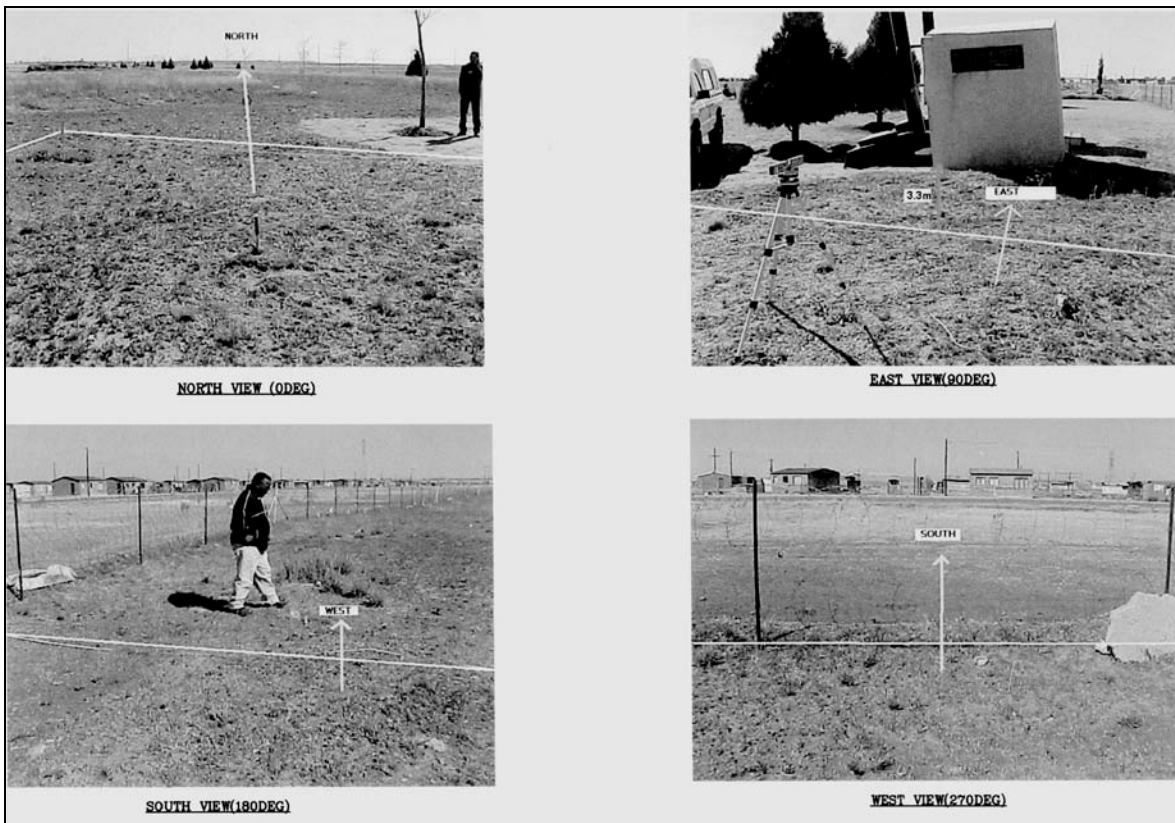 NORTH
NORTH VIEW (0DEG)
3.3m
EAST
EAST VIEW(90DEG)
WEST
SOUTH VIEW(180DEG)
SOUTH
WEST VIEW(270DEG)